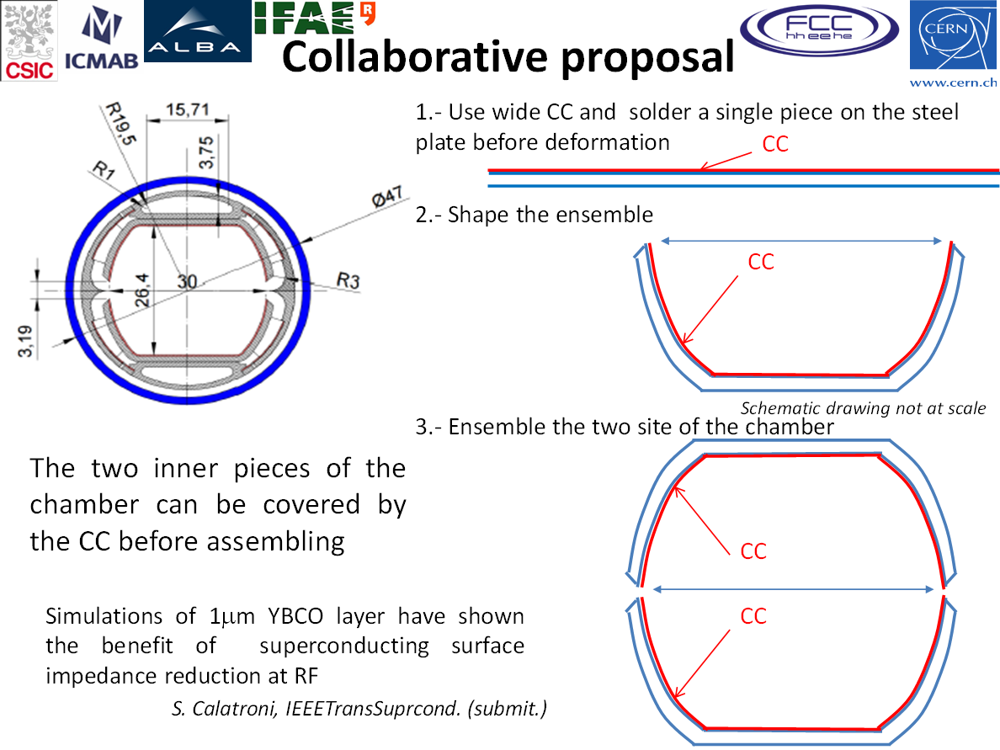 CSIC
ICMAB
ALBA
IFAE
R
FCC
hh ee he
CERN
www.cern.ch
Collaborative proposal
1.- Use wide CC and solder a single piece on the steel
plate before deformation
CC
2.- Shape the ensemble
CC
Schematic drawing not at scale
3.- Ensemble the two site of the chamber
CC
CC
R19,5
15,71
3,75
R1
Ø47
30
26,4
R3
3,19
The two inner pieces of the
chamber can be covered by
the CC before assembling
Simulations of 1μm YBCO layer have shown
the benefit of superconducting surface
impedance reduction at RF
S. Calatroni, IEEETransSuprcond. (submit.)